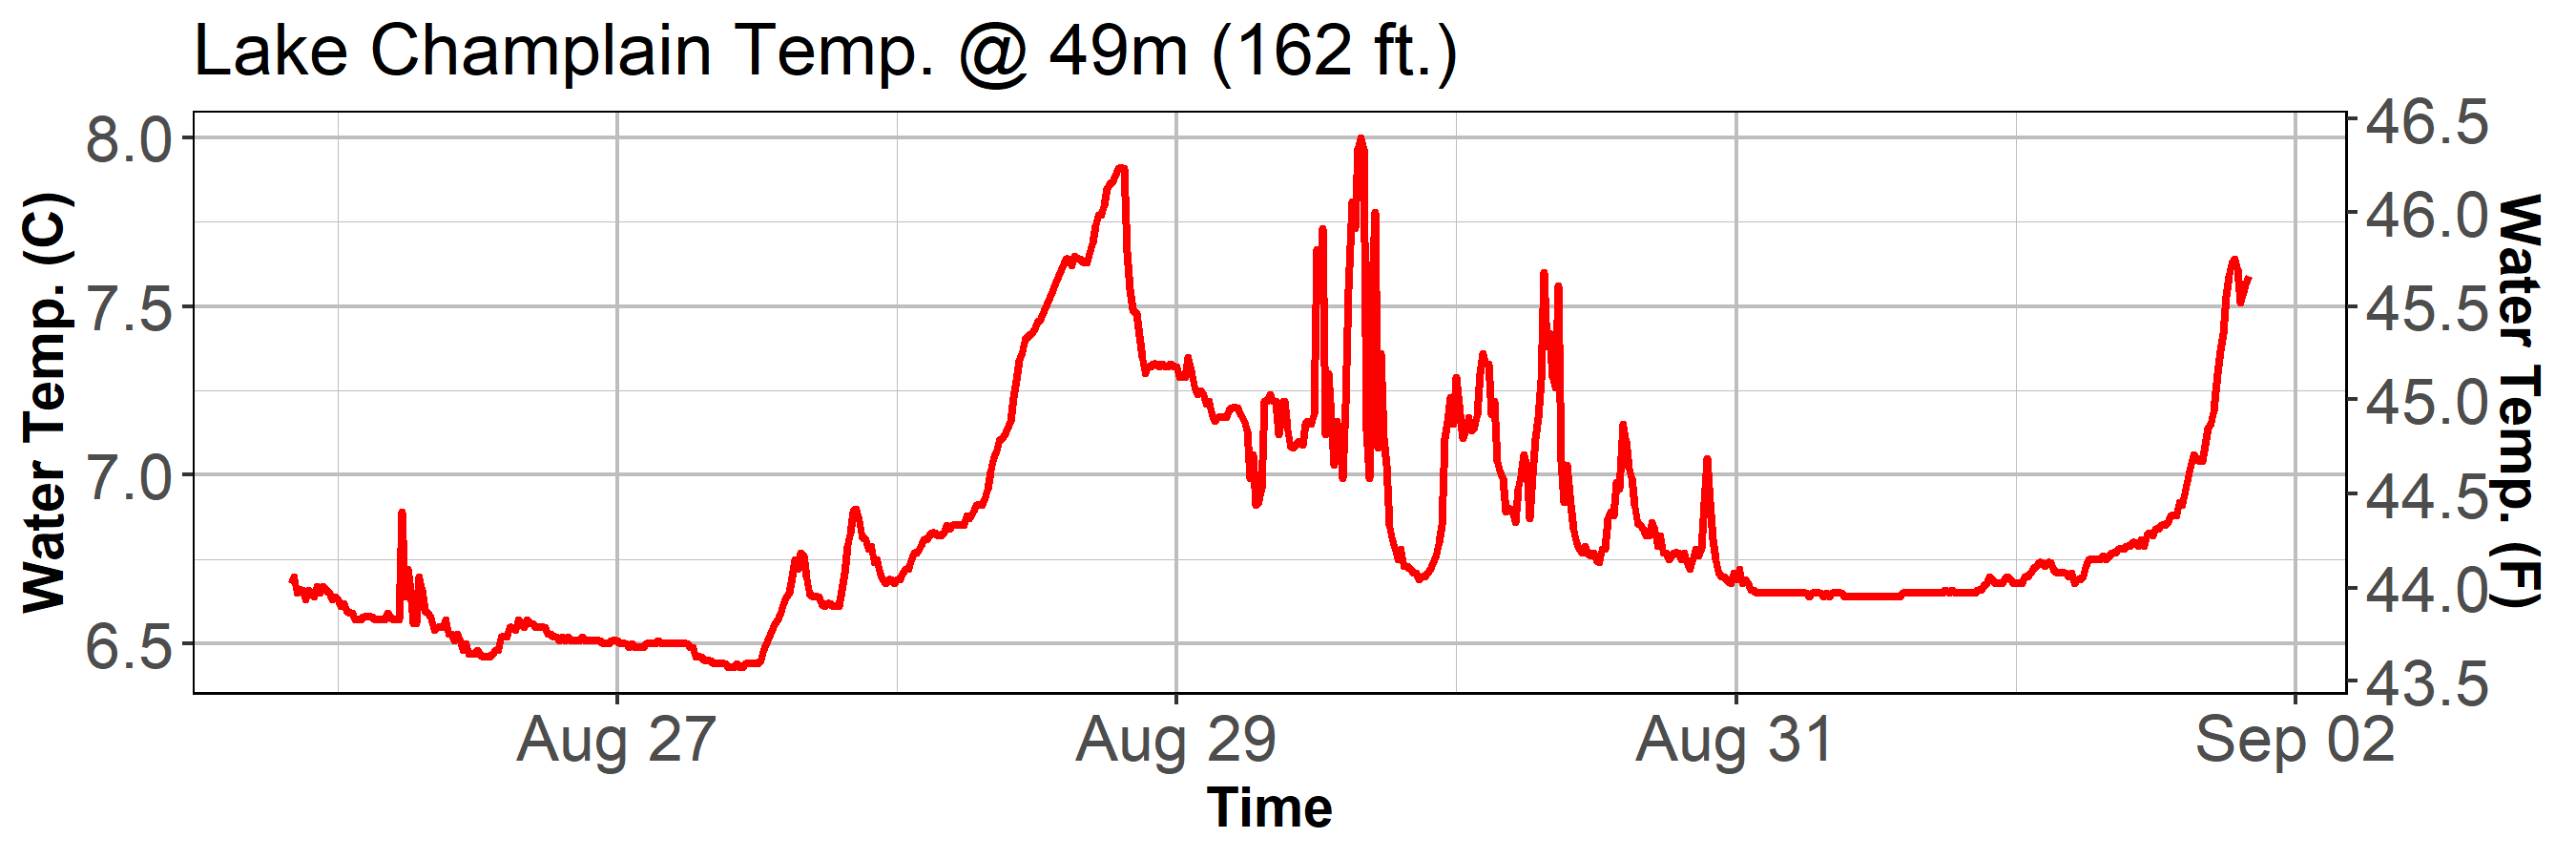 Lake Champlain Temp. @ 49m (162 ft.)
Water Temp. (C)
8.0
7.5
7.0
6.5
46.5
46.0
45.5
45.0
44.5
44.0
43.5
Water Temp. (F)
Aug 27
Aug 29
Aug 31
Sep 02
Time